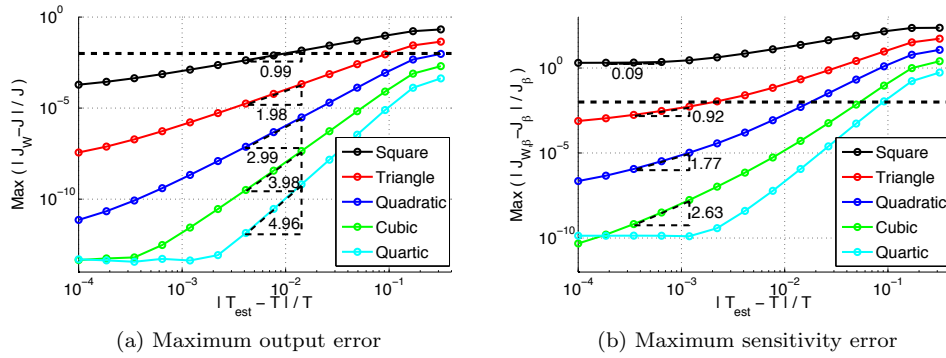 10^0
10^-5
10^-10
Max ( | J_W - J | / J )
0.99
1.98
2.99
3.98
4.96
Square
Triangle
Quadratic
Cubic
Quartic
10^-4
10^-3
10^-2
10^-1
| T_est - T | / T
(a) Maximum output error
10^0
10^-5
10^-10
Max ( | J_W,β - J_β | / J_β )
0.09
0.92
1.77
2.63
Square
Triangle
Quadratic
Cubic
Quartic
10^-4
10^-3
10^-2
10^-1
| T_est - T | / T
(b) Maximum sensitivity error